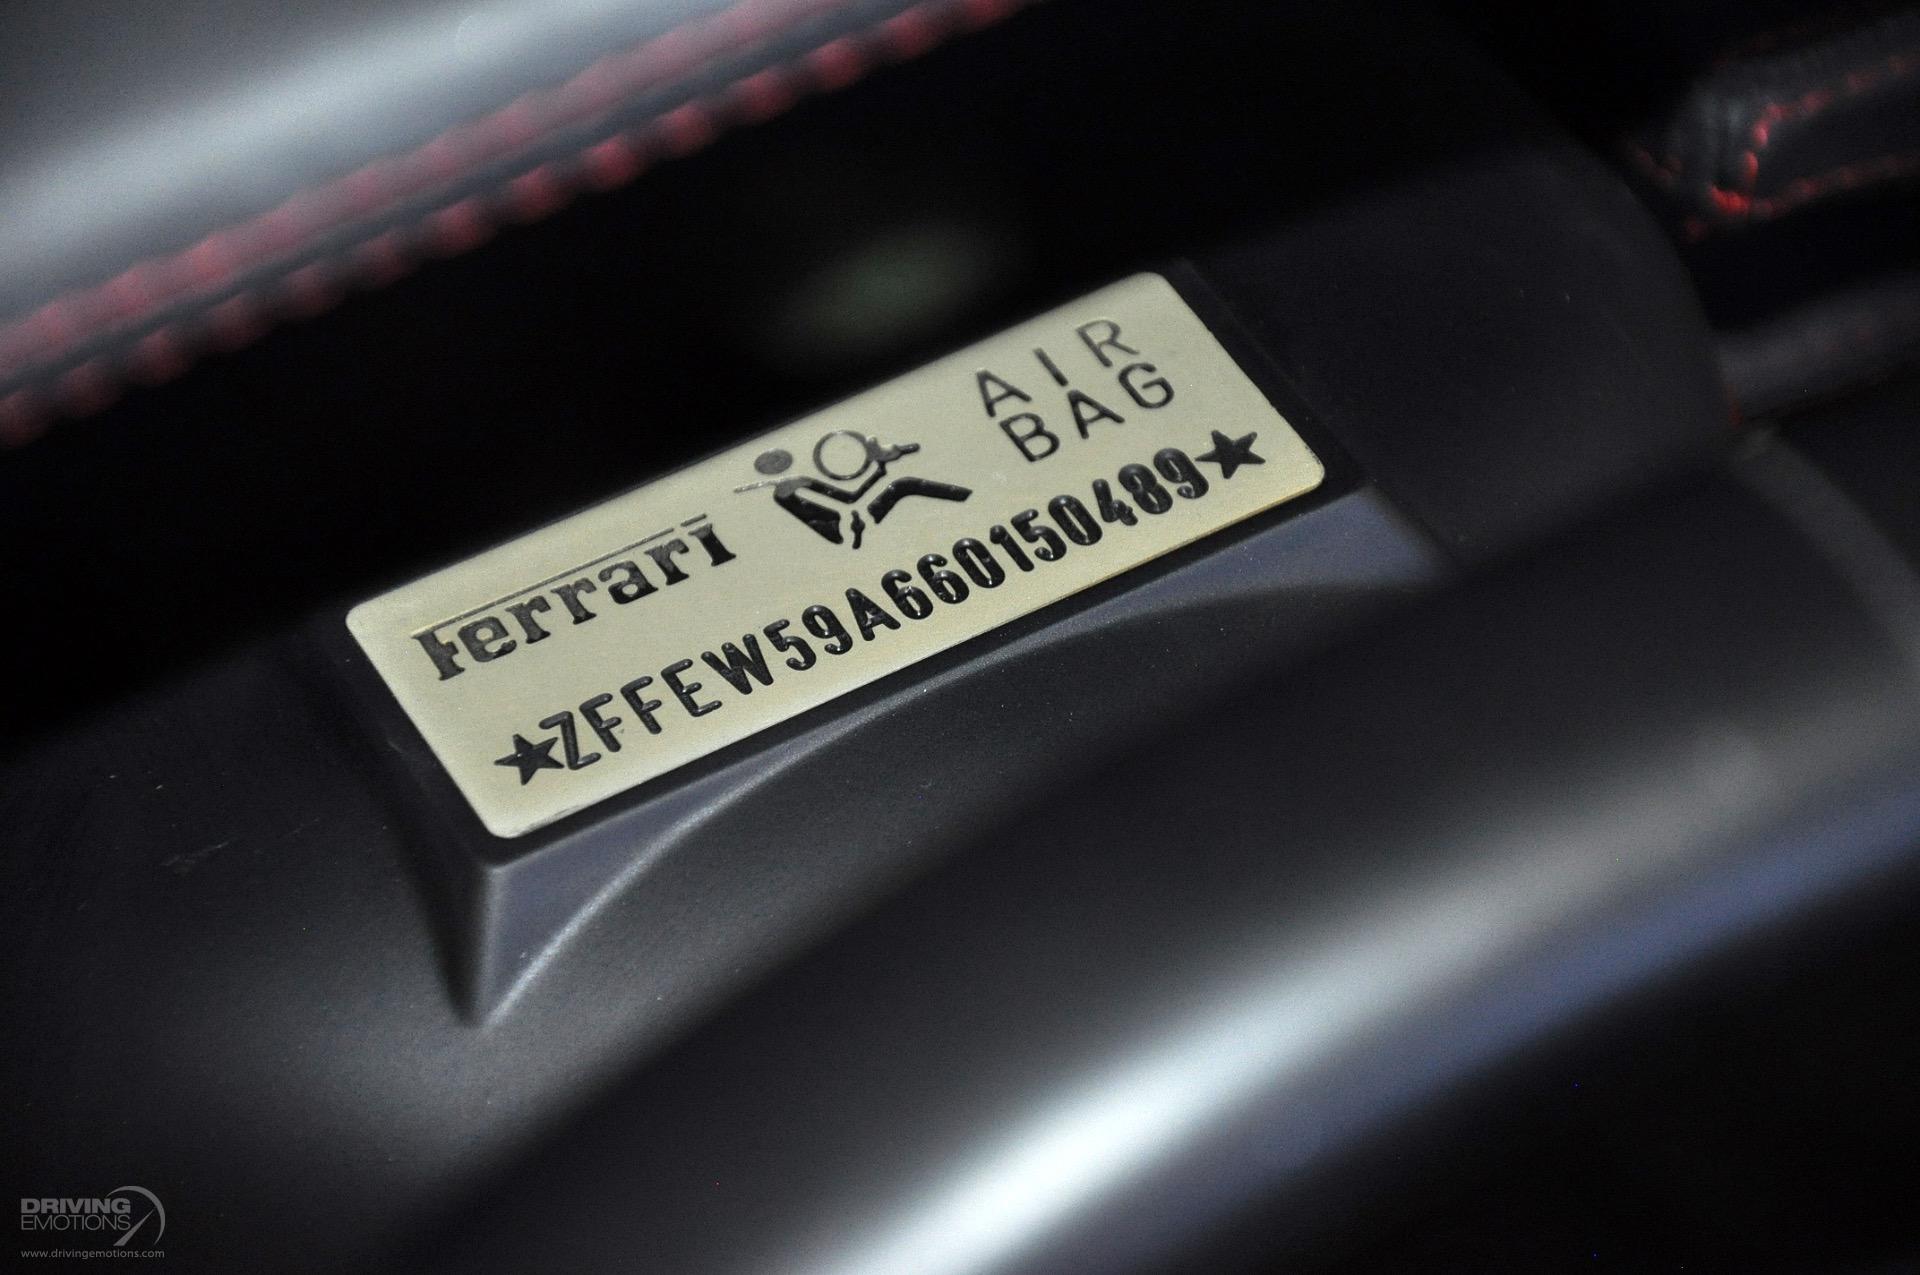 AIR
BAG
Ferrari
★ZFFEW59A660150489★
DRIVING
EMOTIONS
www.drivingemotions.com